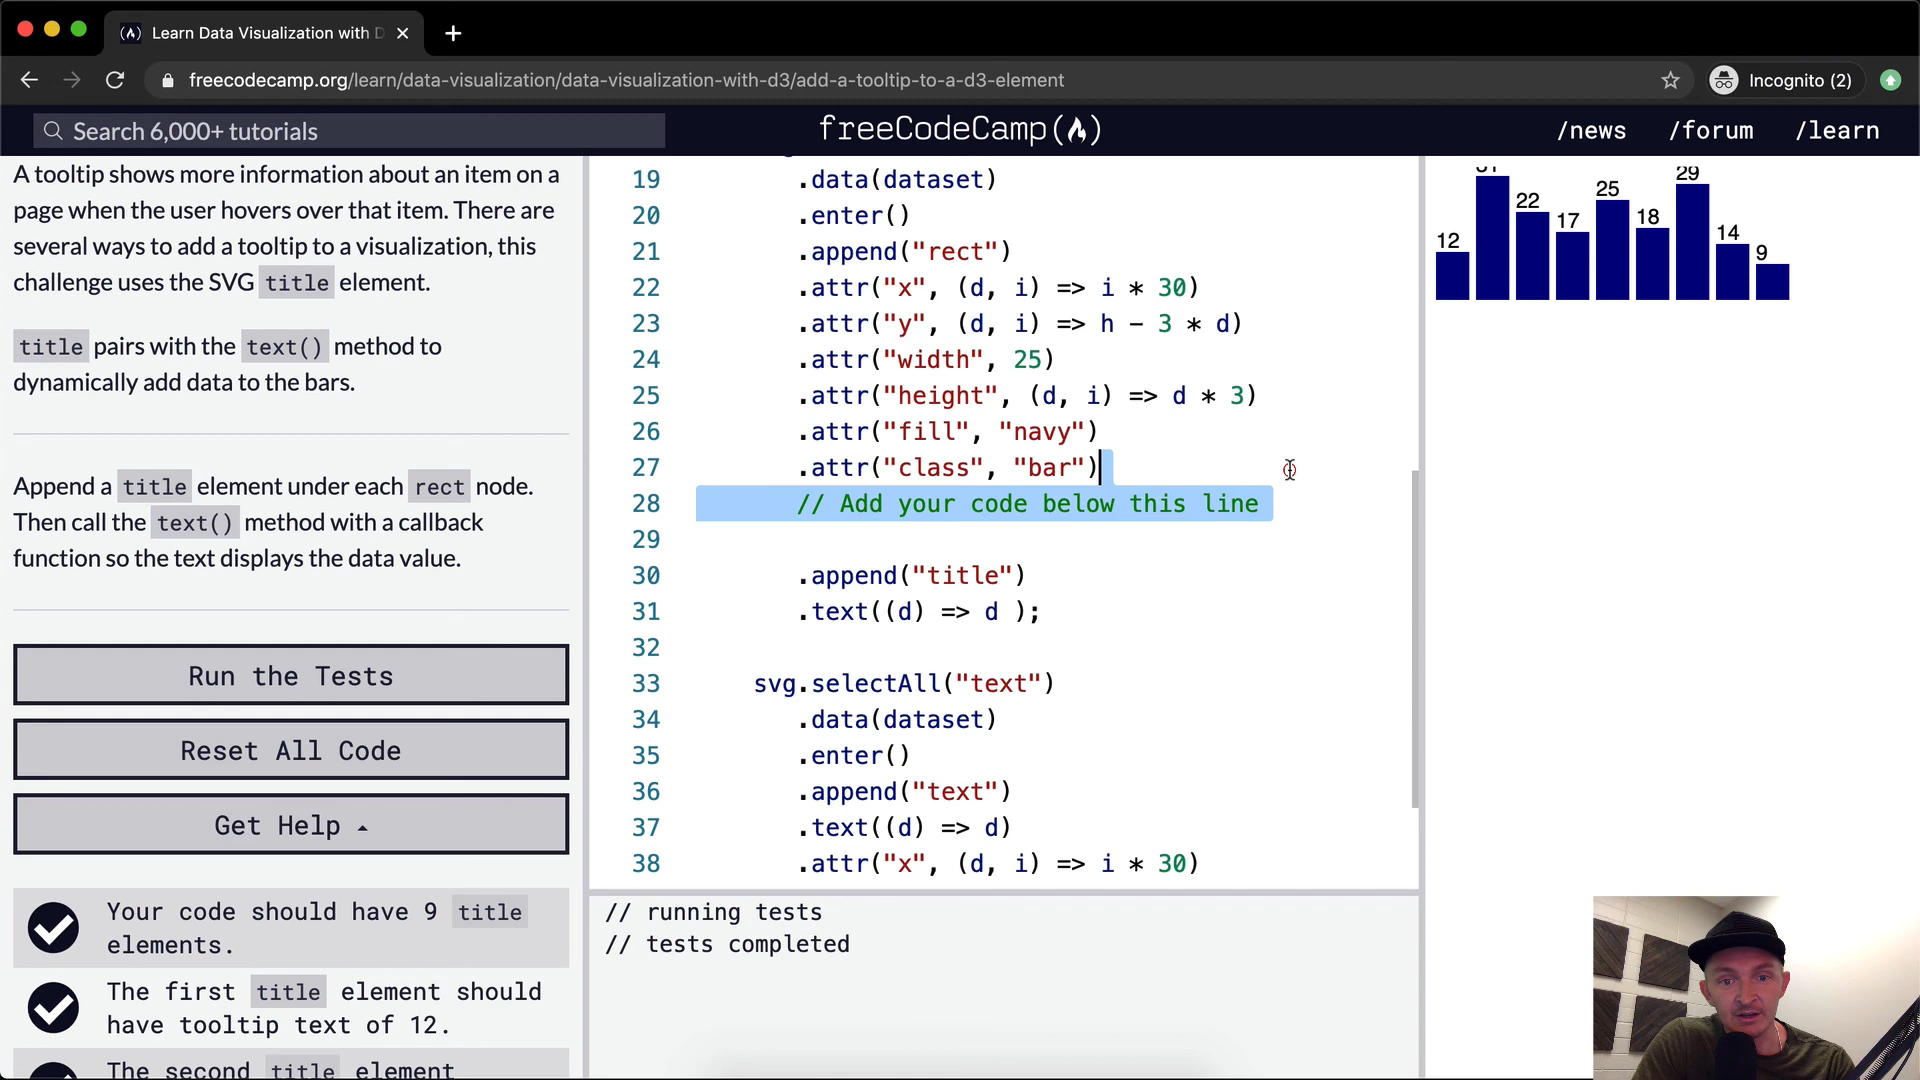 Learn Data Visualization with D
freecodecamp.org/learn/data-visualization/data-visualization-with-d3/add-a-tooltip-to-a-d3-element
Incognito (2)
Search 6,000+ tutorials
freeCodeCamp
/news
/forum
/learn
A tooltip shows more information about an item on a
page when the user hovers over that item. There are
several ways to add a tooltip to a visualization, this
challenge uses the SVG title element.
title pairs with the text() method to
dynamically add data to the bars.
Append a title element under each rect node.
Then call the text() method with a callback
function so the text displays the data value.
Run the Tests
Reset All Code
Get Help
Your code should have 9 title
elements.
The first title element should
have tooltip text of 12.
The second title element
19 .data(dataset)
20 .enter()
21 .append("rect")
22 .attr("x", (d, i) => i * 30)
23 .attr("y", (d, i) => h - 3 * d)
24 .attr("width", 25)
25 .attr("height", (d, i) => d * 3)
26 .attr("fill", "navy")
27 .attr("class", "bar")
28 // Add your code below this line
29
30 .append("title")
31 .text((d) => d );
32
33 svg.selectAll("text")
34 .data(dataset)
35 .enter()
36 .append("text")
37 .text((d) => d)
38 .attr("x", (d, i) => i * 30)
// running tests
// tests completed
12
22
17
25
18
29
14
9